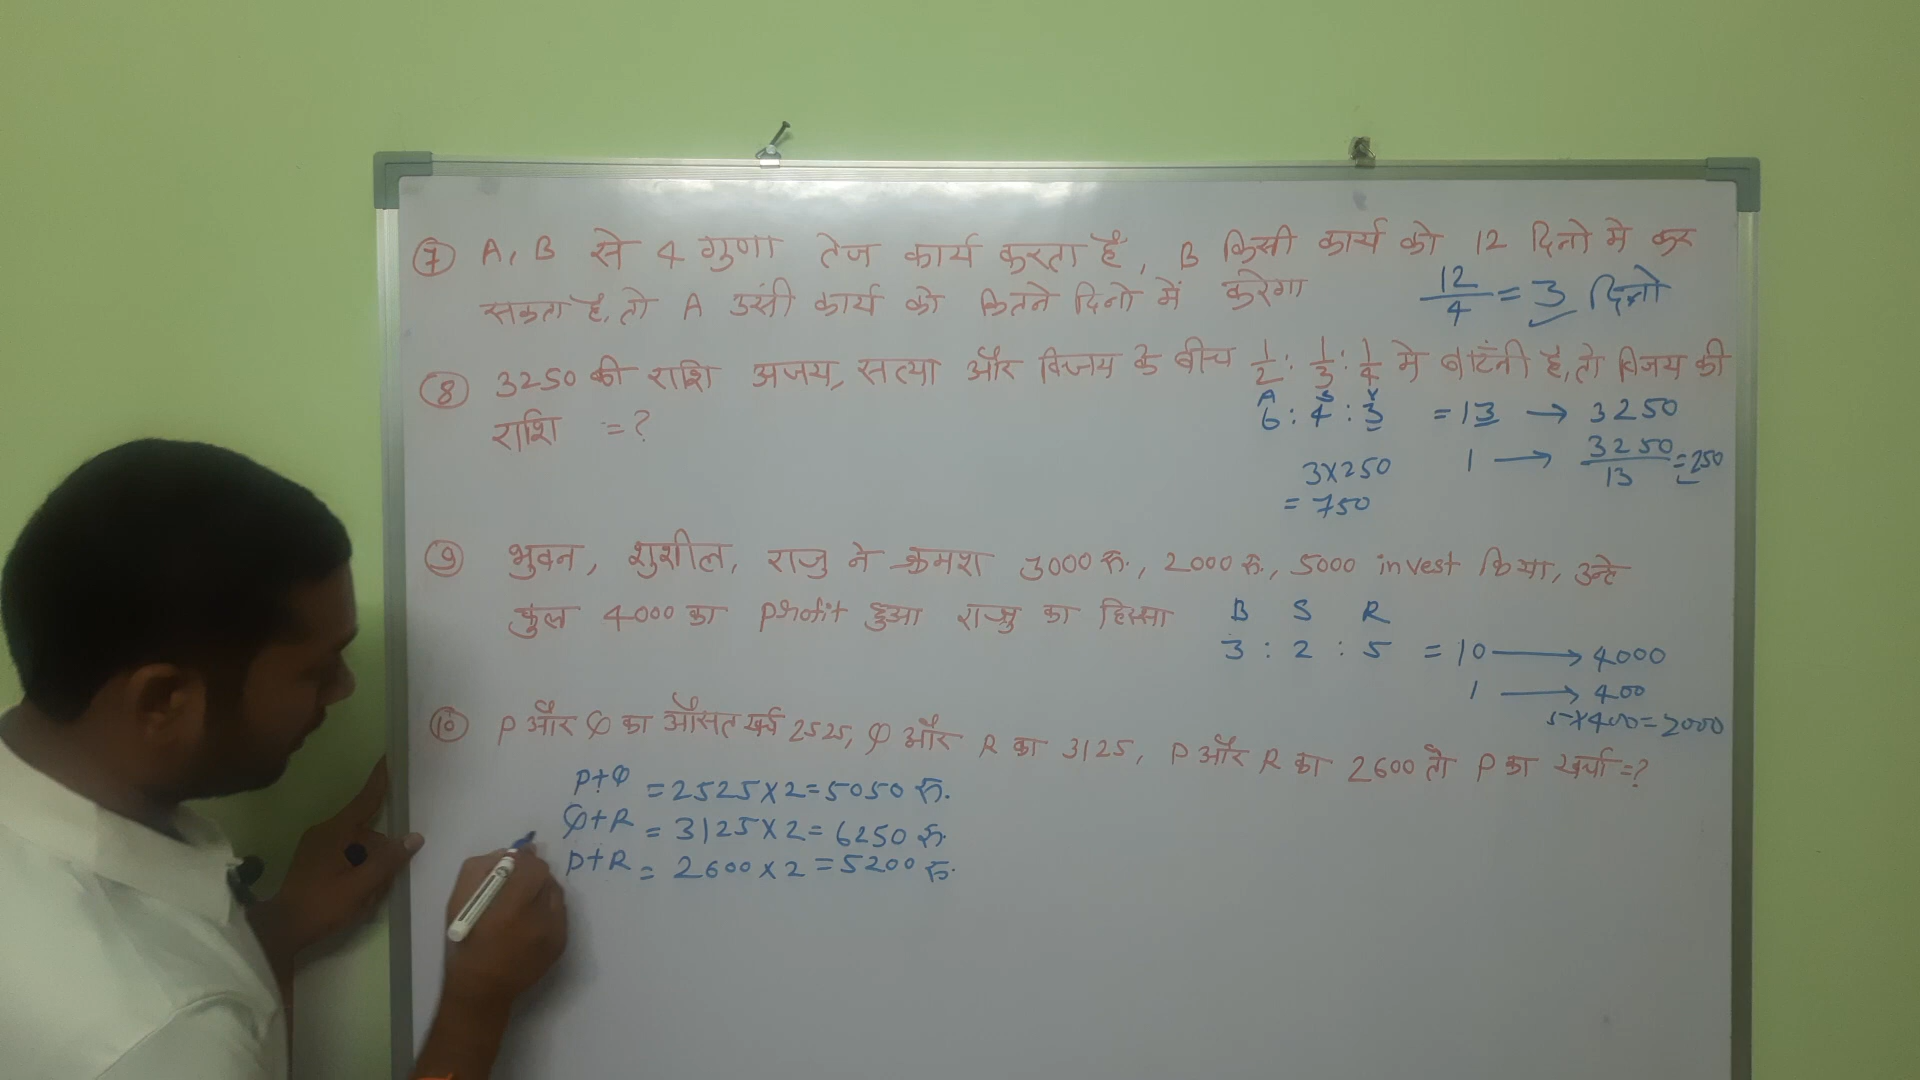 ⑦ A, B से 4 गुणा तेज कार्य करता है, B किसी कार्य को 12 दिनो मे कर
सकता है, तो A उसी कार्य को कितने दिनो में करेगा
12/4 = 3 दिनो
⑧ 3250 की राशि अजय, सत्या और विजय के बीच 1/2 : 1/3 : 1/4 मे बांटनी है, तो विजय की
राशि = ?
A S V
6 : 4 : 3 = 13 → 3250
1 → 3250/13 = 250
3×250
= 750
⑨ भुवन, सुशील, राजु ने क्रमश 3000 रु., 2000 रु., 5000 invest किया, उन्हे
कुल 4000 का profit हुआ राजु का हिस्सा
B S R
3 : 2 : 5 = 10 → 4000
1 → 400
5×400=2000
⑩ P और Q का औसत खर्च 2525, Q और R का 3125, P और R का 2600 तो P का खर्चा = ?
P+Q = 2525×2=5050 रु.
Q+R = 3125×2= 6250 रु.
P+R = 2600×2=5200 रु.